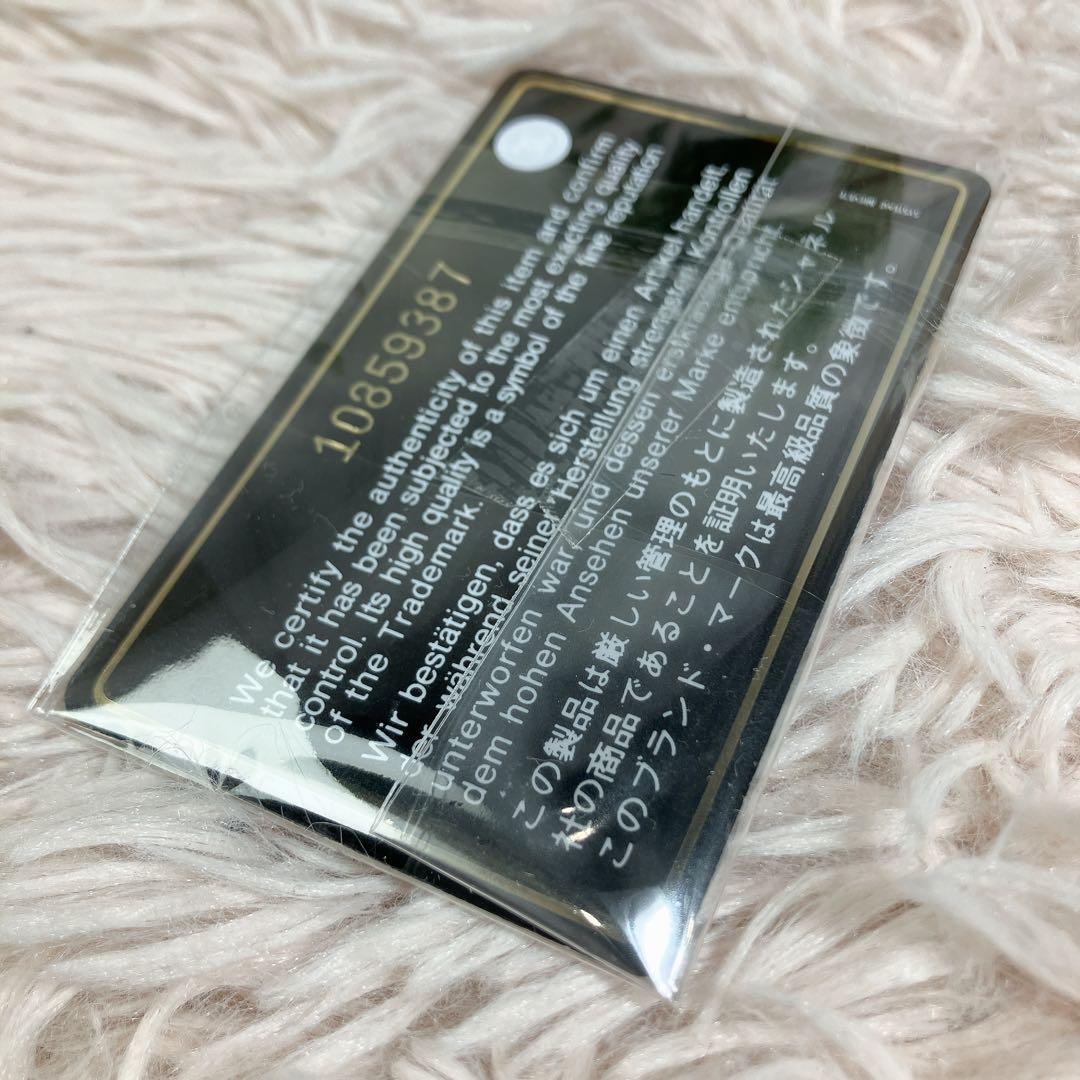 10859387
We certify the authenticity of this item and confirm
that it has been subjected to the most exacting quality
control. Its high quality is a symbol of the fine reputation
of the Trademark.
Wir bestätigen, dass es sich um einen Artikel handelt,
der während seiner Herstellung strengsten Kontrollen
unterworfen war und dessen erstklassige Qualität
dem hohen Ansehen unserer Marke entspricht.
この製品は厳しい管理のもとに製造されたシャネル
社の商品であることを証明いたします。
このブランド・マークは最高級品質の象徴です。